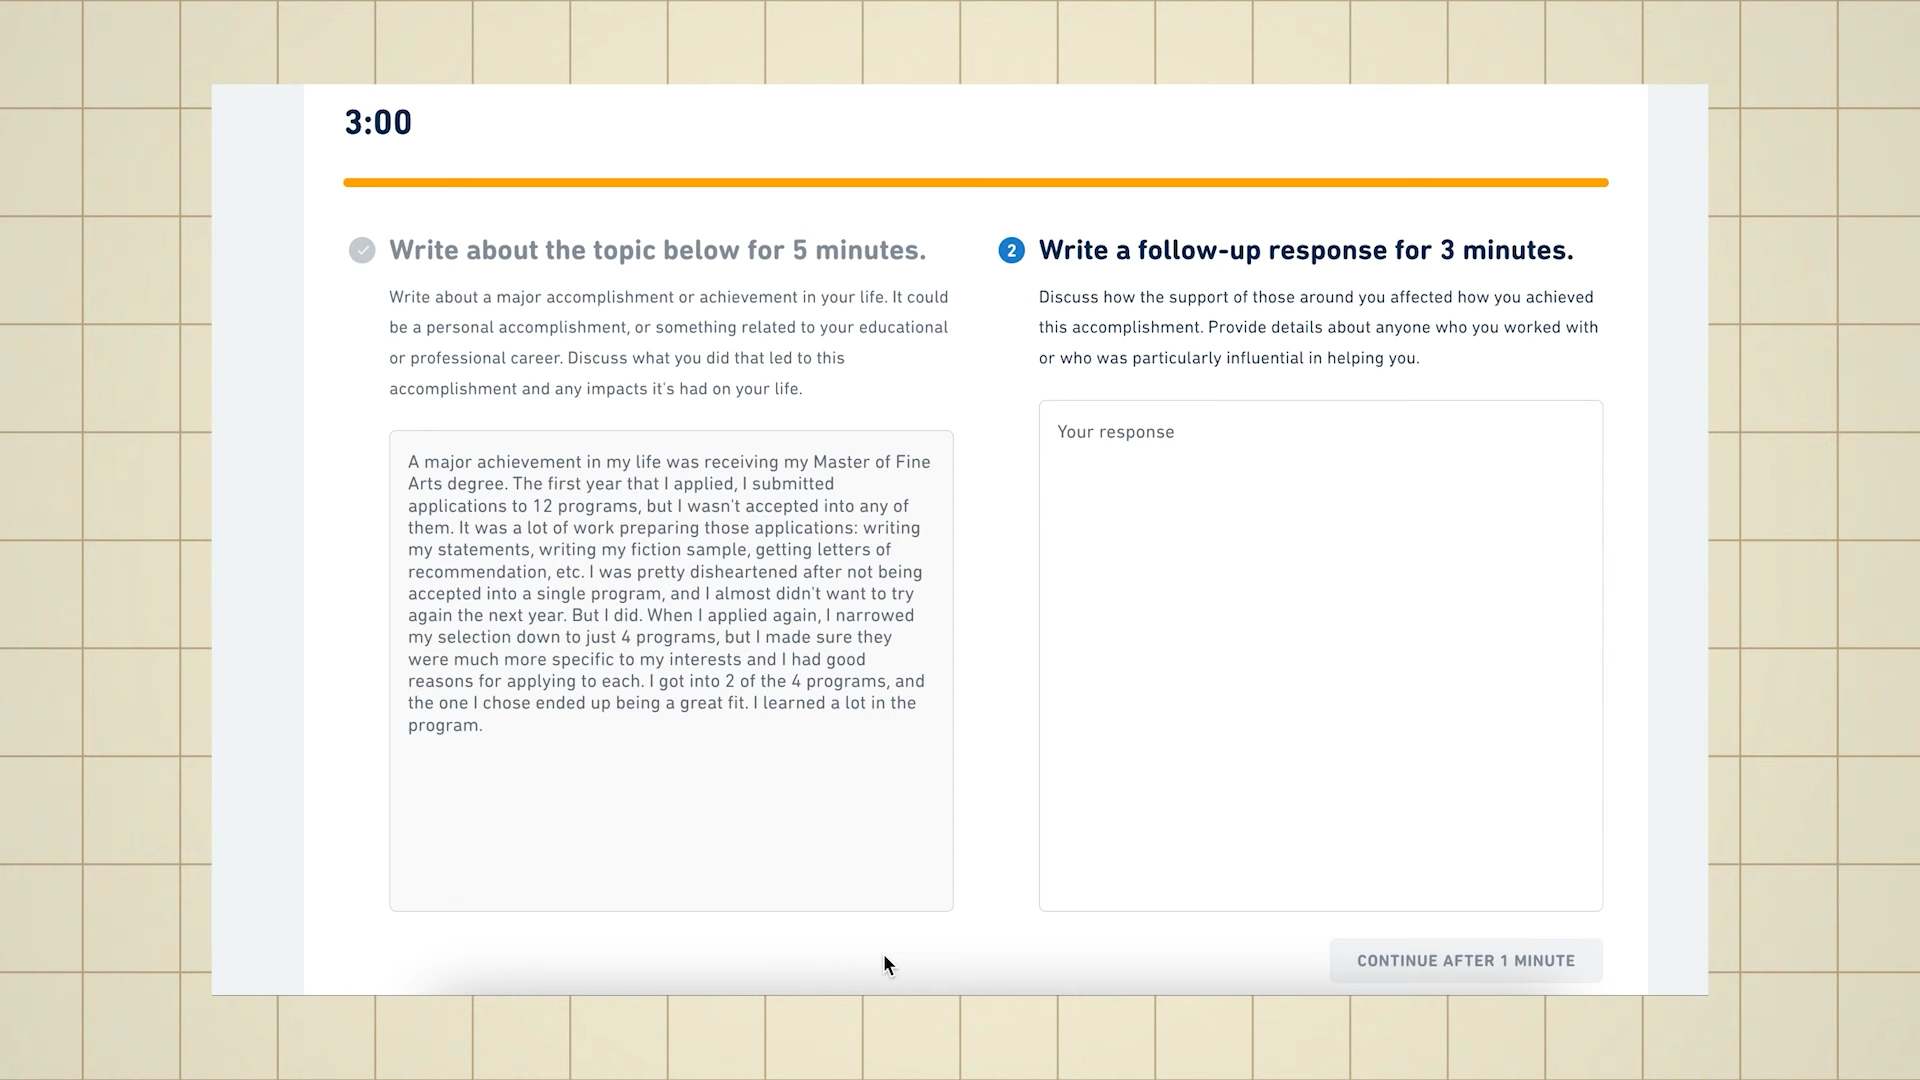 3:00
Write about the topic below for 5 minutes.
Write about a major accomplishment or achievement in your life. It could
be a personal accomplishment, or something related to your educational
or professional career. Discuss what you did that led to this
accomplishment and any impacts it's had on your life.
A major achievement in my life was receiving my Master of Fine
Arts degree. The first year that I applied, I submitted
applications to 12 programs, but I wasn't accepted into any of
them. It was a lot of work preparing those applications: writing
my statements, writing my fiction sample, getting letters of
recommendation, etc. I was pretty disheartened after not being
accepted into a single program, and I almost didn't want to try
again the next year. But I did. When I applied again, I narrowed
my selection down to just 4 programs, but I made sure they
were much more specific to my interests and I had good
reasons for applying to each. I got into 2 of the 4 programs, and
the one I chose ended up being a great fit. I learned a lot in the
program.
2
Write a follow-up response for 3 minutes.
Discuss how the support of those around you affected how you achieved
this accomplishment. Provide details about anyone who you worked with
or who was particularly influential in helping you.
Your response
CONTINUE AFTER 1 MINUTE